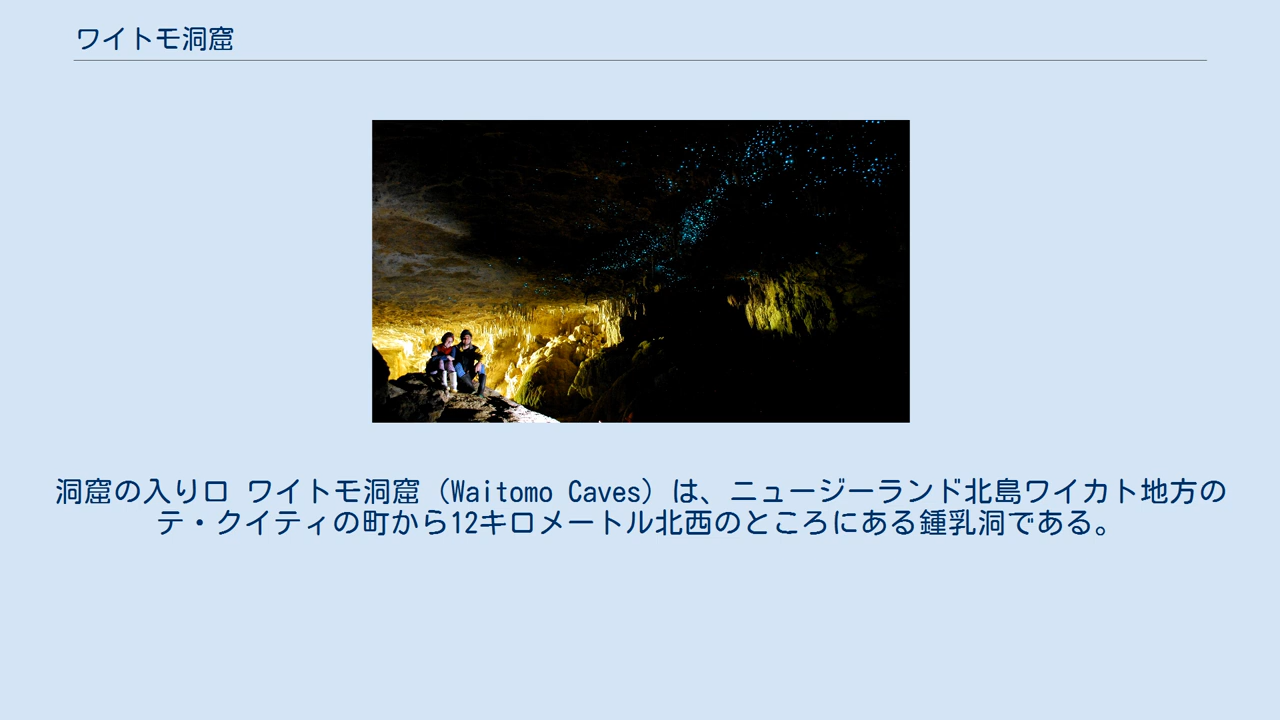 ワイトモ洞窟
洞窟の入り口 ワイトモ洞窟（Waitomo Caves）は、ニュージーランド北島ワイカト地方の
テ・クイティの町から12キロメートル北西のところにある鍾乳洞である。